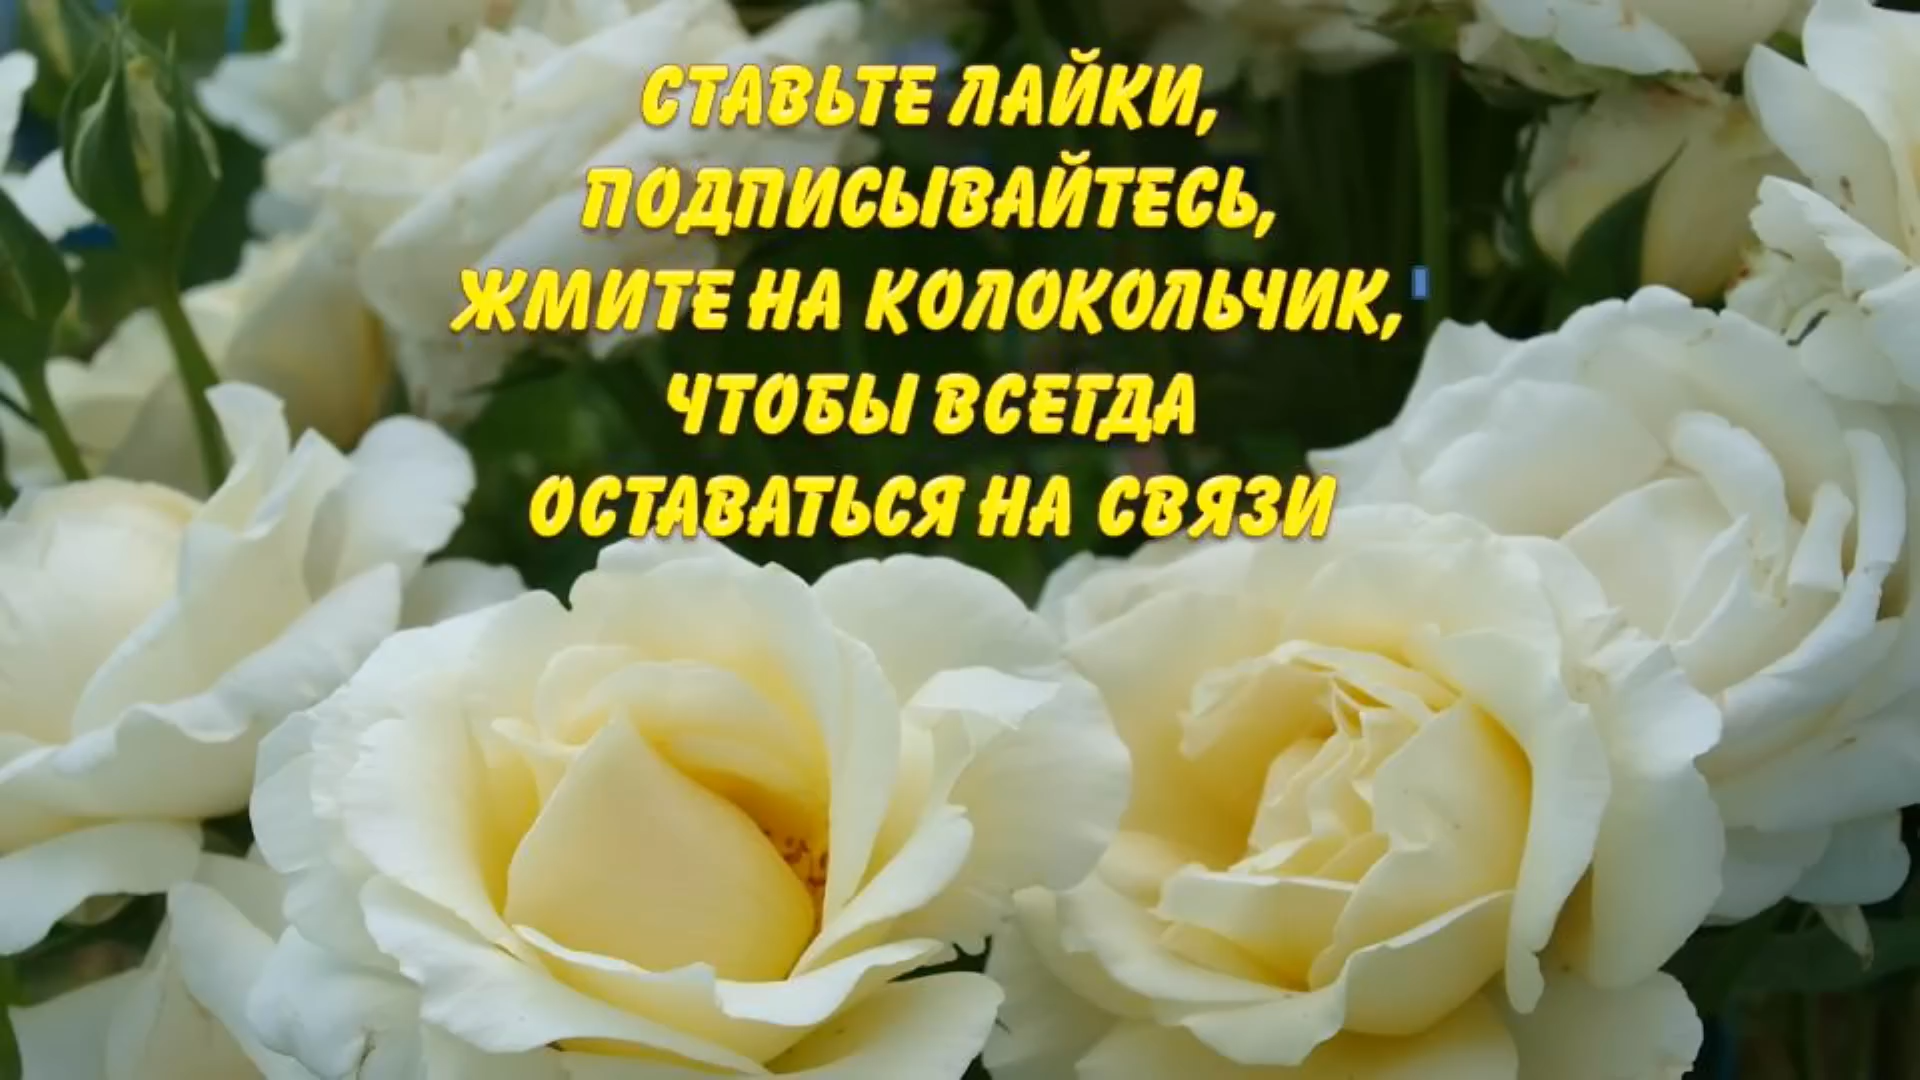 СТАВЬТЕ ЛАЙКИ,
ПОДПИСЫВАЙТЕСЬ,
ЖМИТЕ НА КОЛОКОЛЬЧИК,
ЧТОБЫ ВСЕГДА
ОСТАВАТЬСЯ НА СВЯЗИ